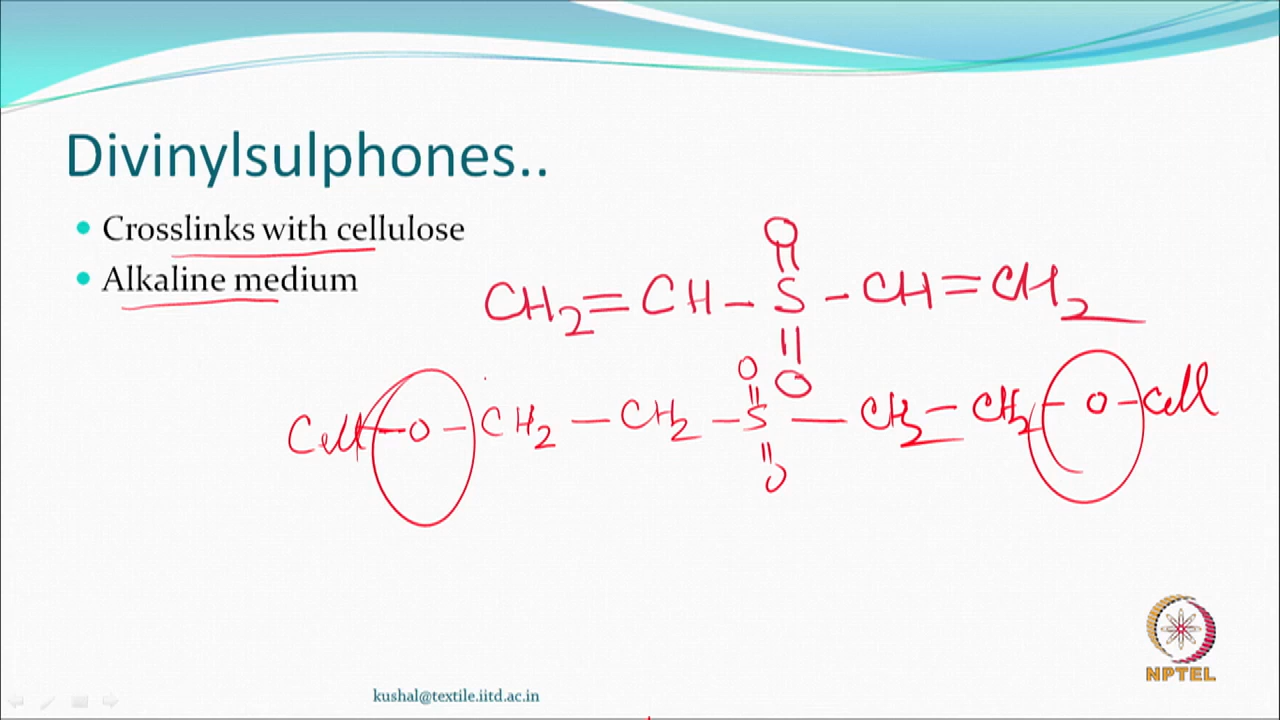 Divinylsulphones..
Crosslinks with cellulose
Alkaline medium
O
CH2=CH-S-CH=CH2
O
O
Cell-O-CH2-CH2-S-CH2-CH2-O-Cell
O
NPTEL
kushal@textile.iitd.ac.in